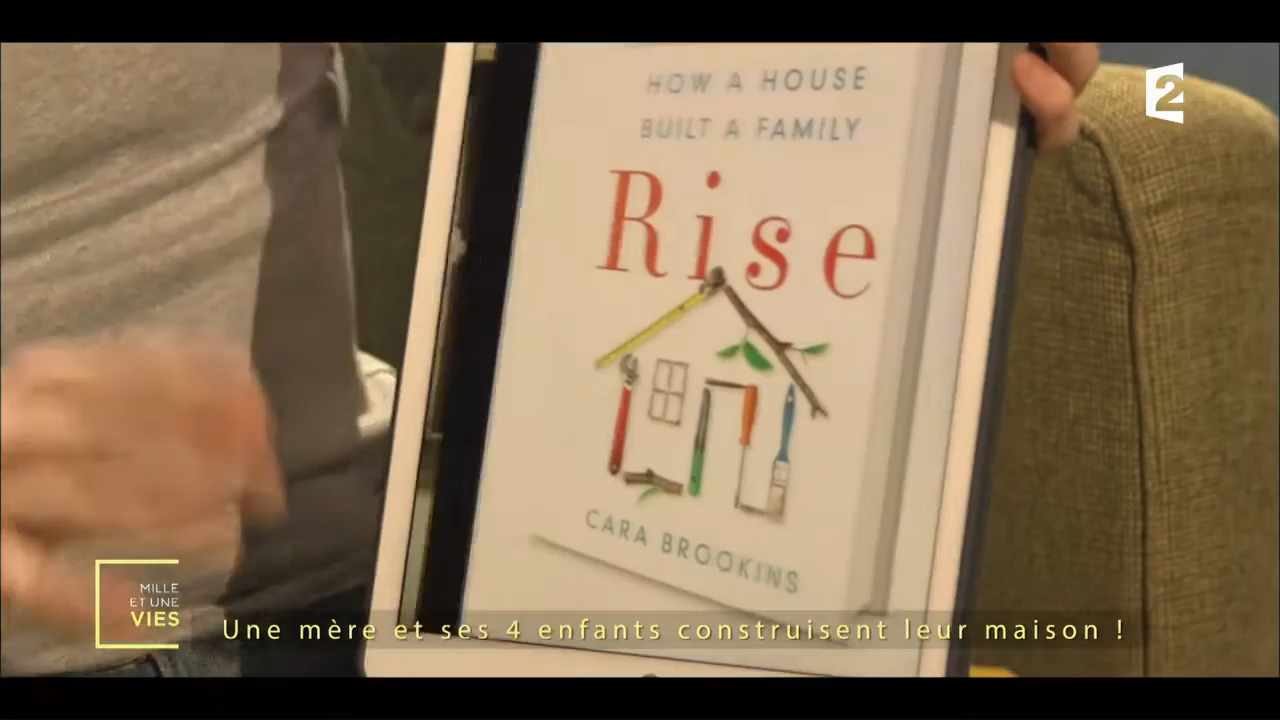 HOW A HOUSE
BUILT A FAMILY
Rise
CARA BROOKINS
2
MILLE
ET UNE
VIES
Une mère et ses 4 enfants construisent leur maison !